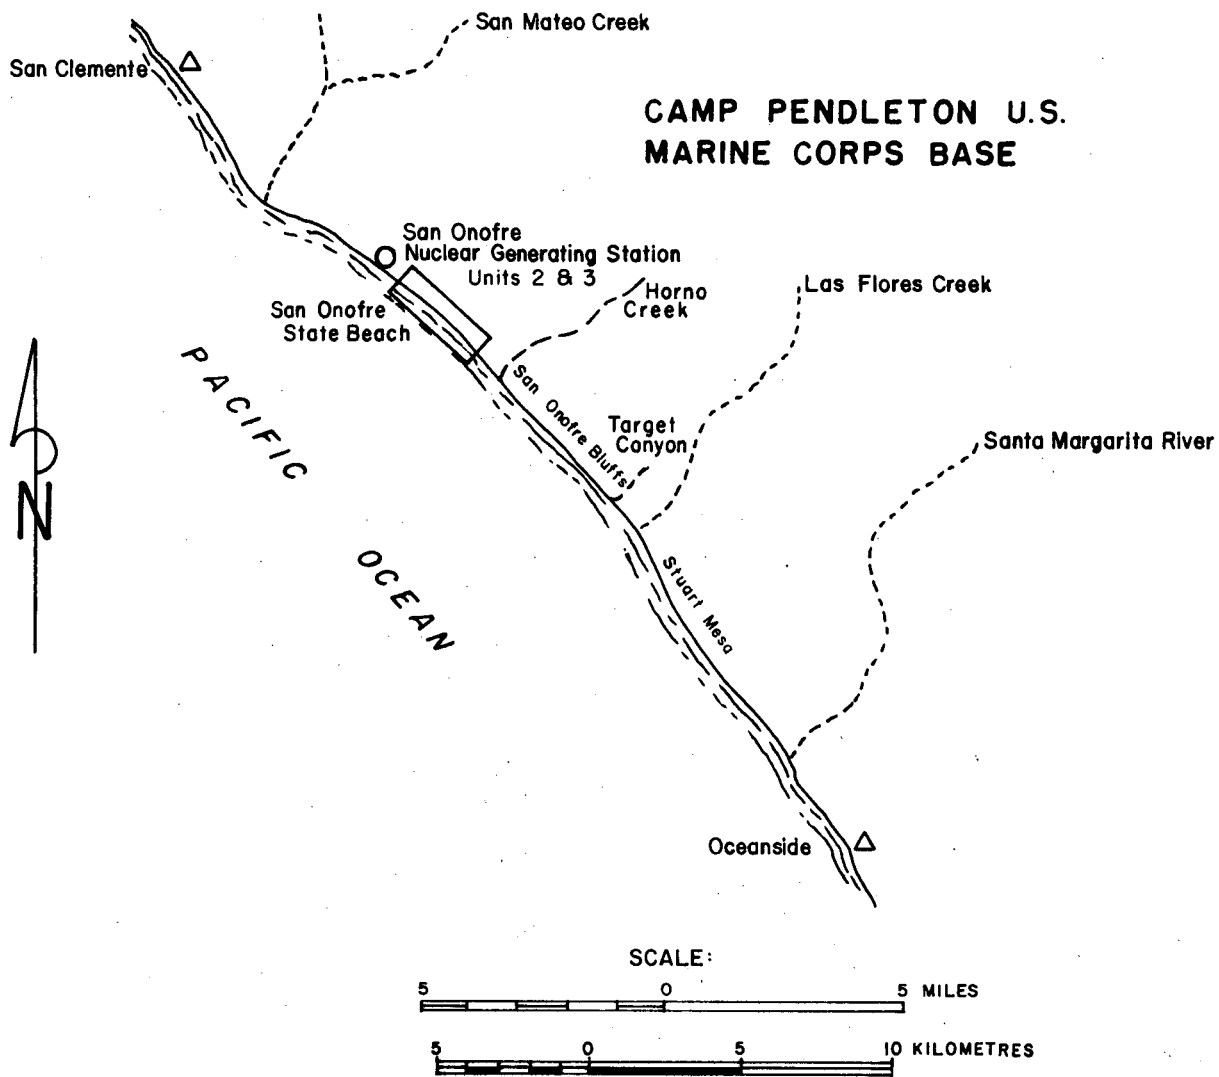 San Mateo Creek
San Clemente
CAMP PENDLETON U.S.
MARINE CORPS BASE
San Onofre
Nuclear Generating Station
Units 2 & 3
Horno
Creek
Las Flores Creek
San Onofre
State Beach
San Onofre Bluffs
Target
Canyon
Santa Margarita River
PACIFIC
OCEAN
N
Stuart Mesa
Oceanside
SCALE:
5 0 5 MILES
5 0 5 10 KILOMETRES